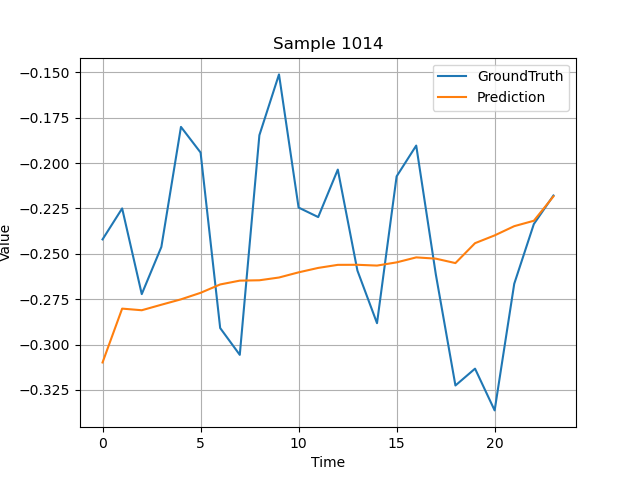 Sample 1014
−0.150
−0.175
−0.200
−0.225
−0.250
−0.275
−0.300
−0.325
Value
GroundTruth
Prediction
0 5 10 15 20
Time